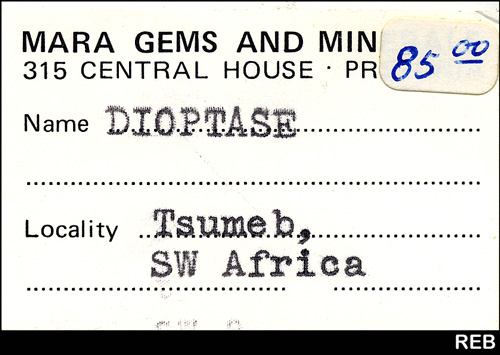 MARA GEMS AND MIN
85 00
315 CENTRAL HOUSE · PR
Name DIOPTASE
Locality Tsumeb,
SW Africa
REB